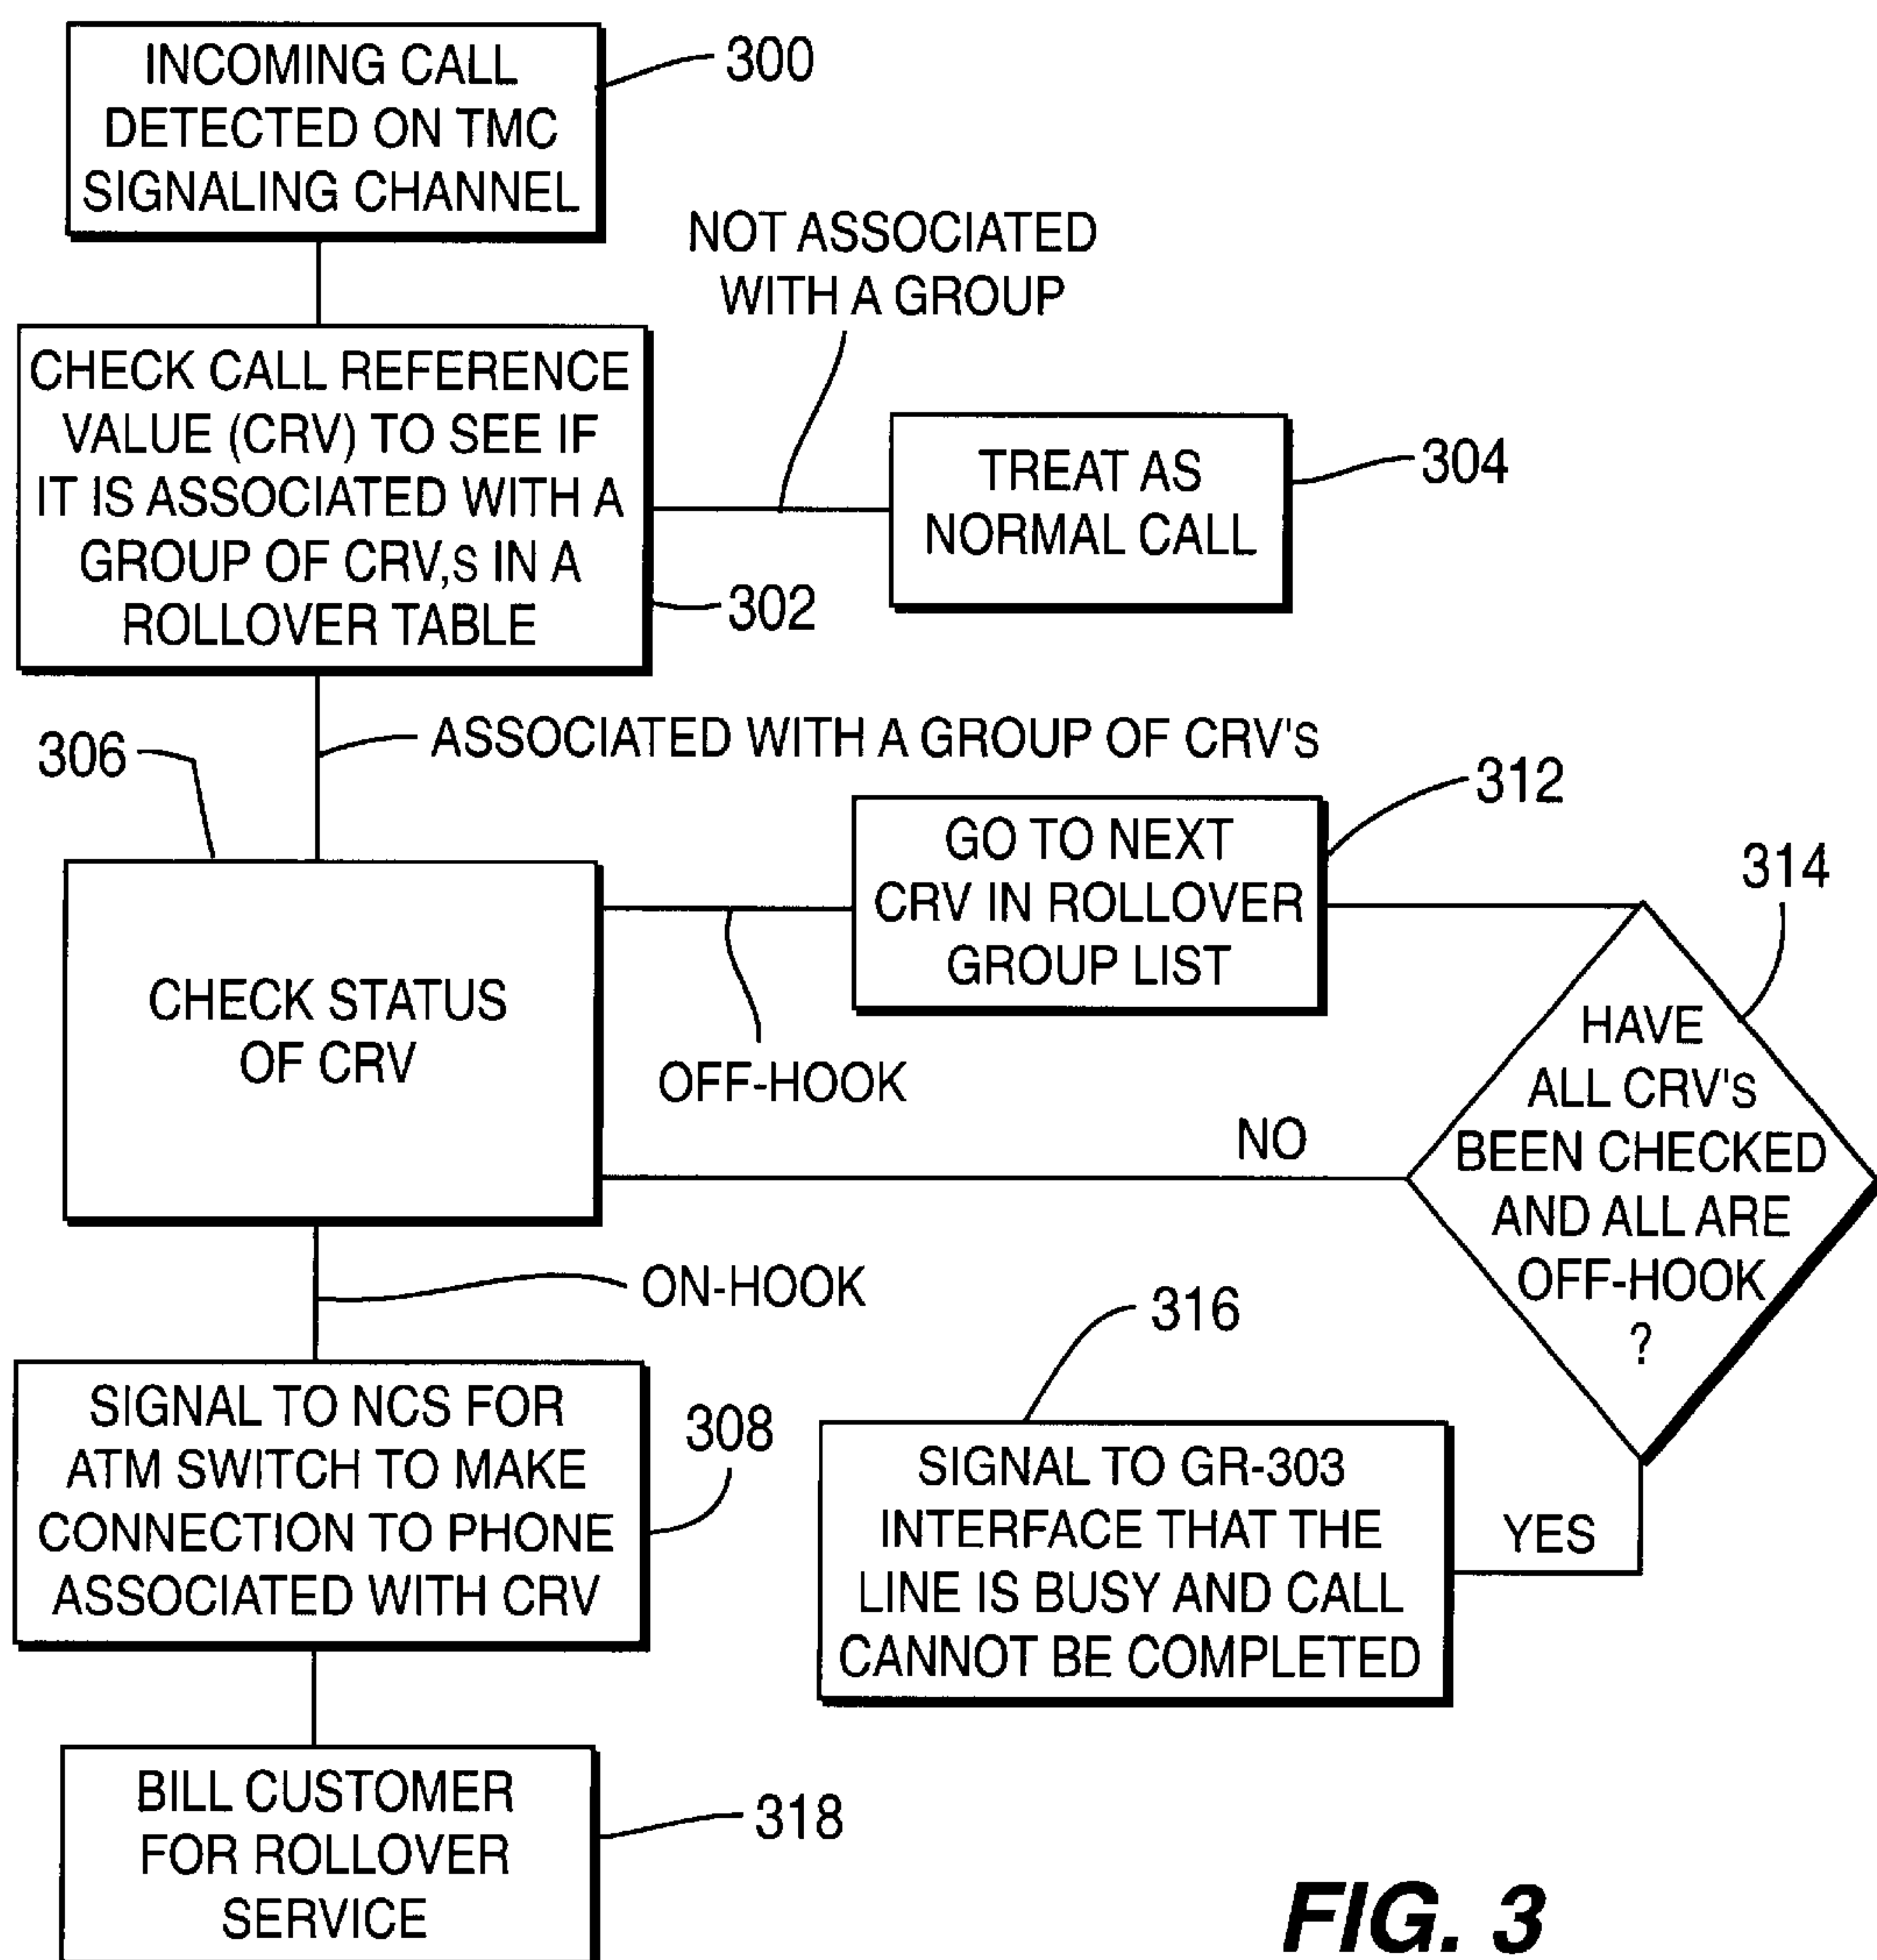 INCOMING CALL
DETECTED ON TMC
SIGNALING CHANNEL
300
NOT ASSOCIATED
WITH A GROUP
CHECK CALL REFERENCE
VALUE (CRV) TO SEE IF
IT IS ASSOCIATED WITH A
GROUP OF CRV,S IN A
ROLLOVER TABLE
302
TREAT AS
NORMAL CALL
304
306
ASSOCIATED WITH A GROUP OF CRV'S
312
GO TO NEXT
CRV IN ROLLOVER
GROUP LIST
314
CHECK STATUS
OF CRV
OFF-HOOK
HAVE
ALL CRV'S
BEEN CHECKED
AND ALL ARE
OFF-HOOK
?
NO
ON-HOOK
316
SIGNAL TO NCS FOR
ATM SWITCH TO MAKE
CONNECTION TO PHONE
ASSOCIATED WITH CRV
308
SIGNAL TO GR-303
INTERFACE THAT THE
LINE IS BUSY AND CALL
CANNOT BE COMPLETED
YES
BILL CUSTOMER
FOR ROLLOVER
SERVICE
318
FIG. 3